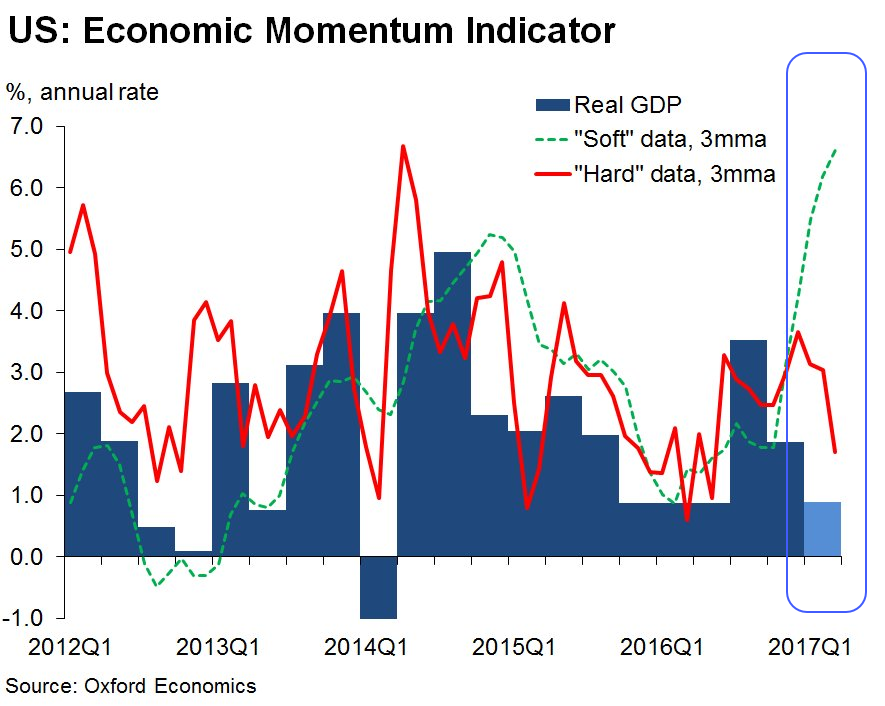 US: Economic Momentum Indicator
%, annual rate
Real GDP
"Soft" data, 3mma
"Hard" data, 3mma
7.0
6.0
5.0
4.0
3.0
2.0
1.0
0.0
-1.0
2012Q1 2013Q1 2014Q1 2015Q1 2016Q1 2017Q1
Source: Oxford Economics